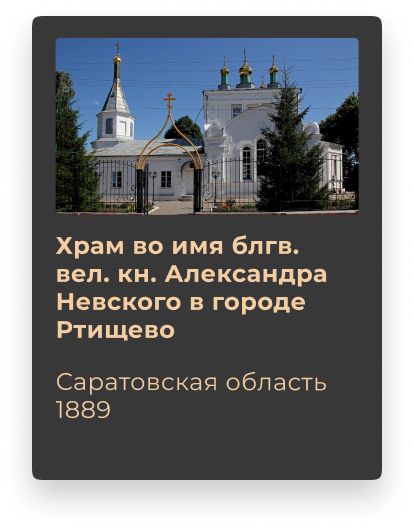 Храм во имя блгв.
вел. кн. Александра
Невского в городе
Ртищево
Саратовская область
1889